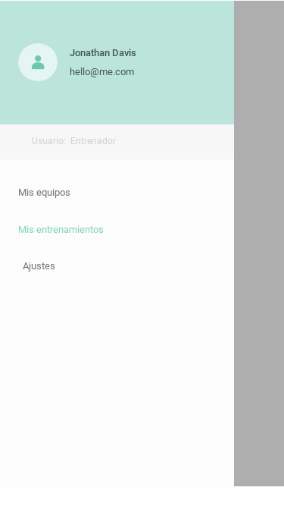 Jonathan Davis
hello@me.com
Usuario: Entrenador
Mis equipos
Mis entrenamientos
Ajustes